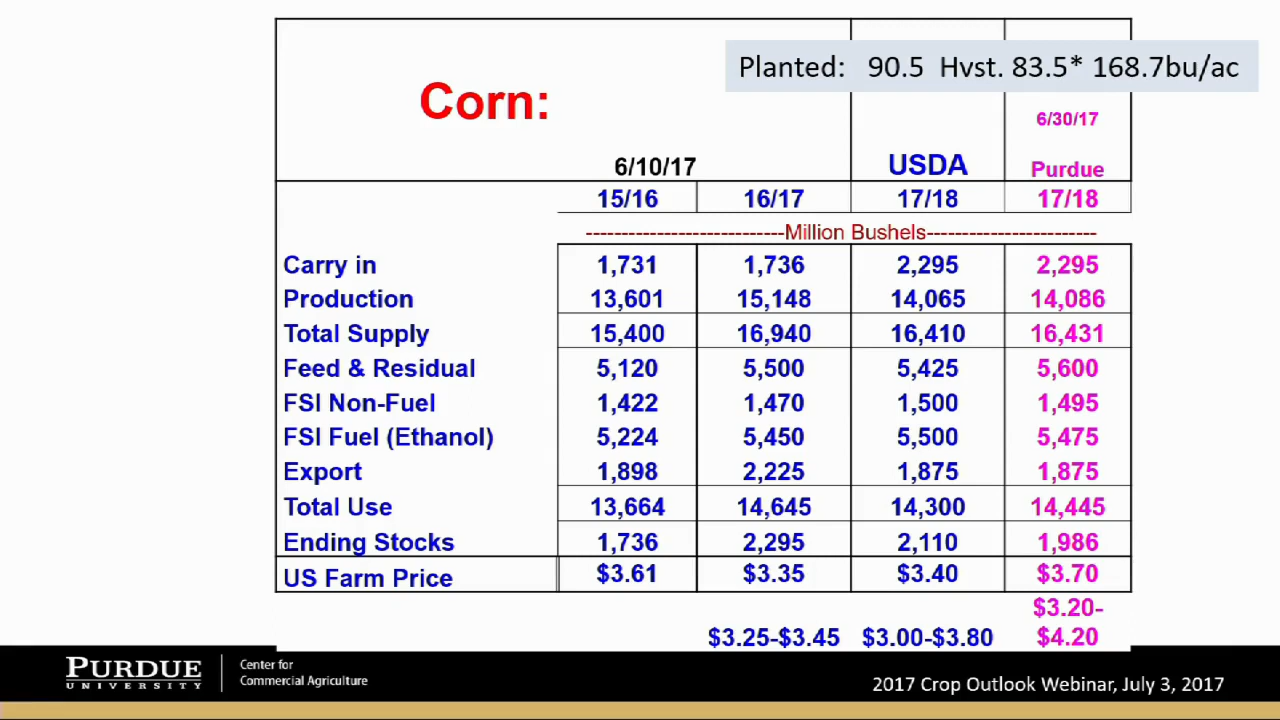 Planted: 90.5 Hvst. 83.5* 168.7bu/ac
Corn:
6/30/17
6/10/17 USDA Purdue
15/16 16/17 17/18 17/18
----------------------------Million Bushels------------------------
Carry in 1,731 1,736 2,295 2,295
Production 13,601 15,148 14,065 14,086
Total Supply 15,400 16,940 16,410 16,431
Feed & Residual 5,120 5,500 5,425 5,600
FSI Non-Fuel 1,422 1,470 1,500 1,495
FSI Fuel (Ethanol) 5,224 5,450 5,500 5,475
Export 1,898 2,225 1,875 1,875
Total Use 13,664 14,645 14,300 14,445
Ending Stocks 1,736 2,295 2,110 1,986
US Farm Price $3.61 $3.35 $3.40 $3.70
$3.20-
$3.25-$3.45 $3.00-$3.80 $4.20
PURDUE
UNIVERSITY
Center for
Commercial Agriculture
2017 Crop Outlook Webinar, July 3, 2017